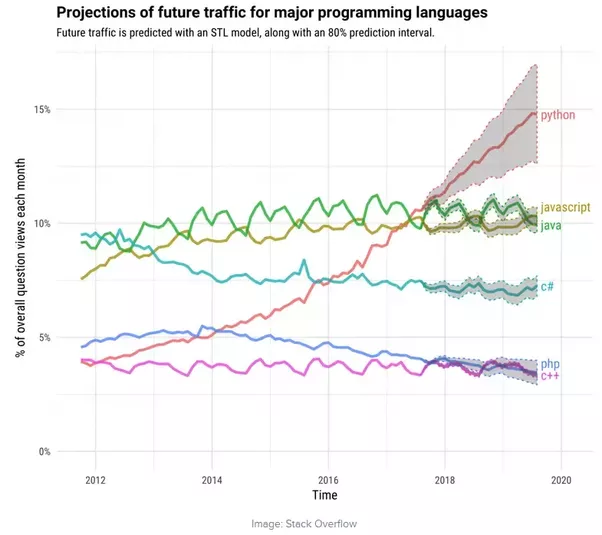 Projections of future traffic for major programming languages
Future traffic is predicted with an STL model, along with an 80% prediction interval.
% of overall question views each month
15%
10%
5%
0%
python
javascript
java
c#
php
c++
2012
2014
2016
2018
2020
Time
Image: Stack Overflow